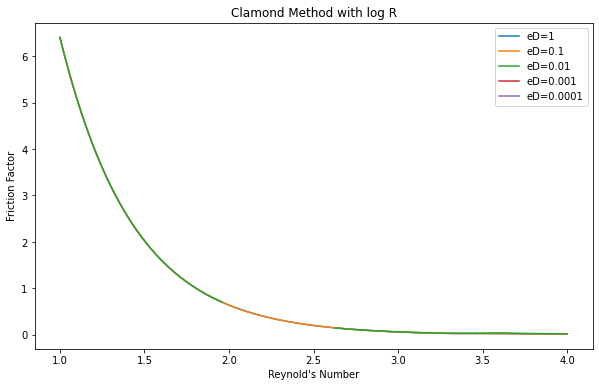 Clamond Method with log R
eD=1
eD=0.1
eD=0.01
eD=0.001
eD=0.0001
Friction Factor
6
5
4
3
2
1
0
1.0 1.5 2.0 2.5 3.0 3.5 4.0
Reynold's Number